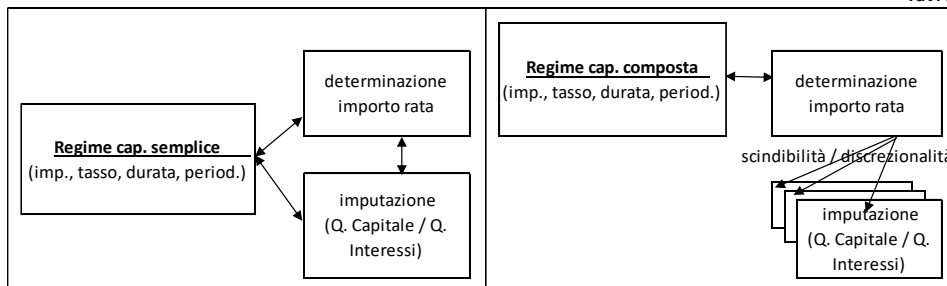 determinazione
importo rata
Regime cap. semplice
(imp., tasso, durata, period.)
imputazione
(Q. Capitale / Q.
Interessi)
Regime cap. composta
(imp., tasso, durata, period.)
determinazione
importo rata
scindibilità / discrezionalità
imputazione
(Q. Capitale / Q.
Interessi)